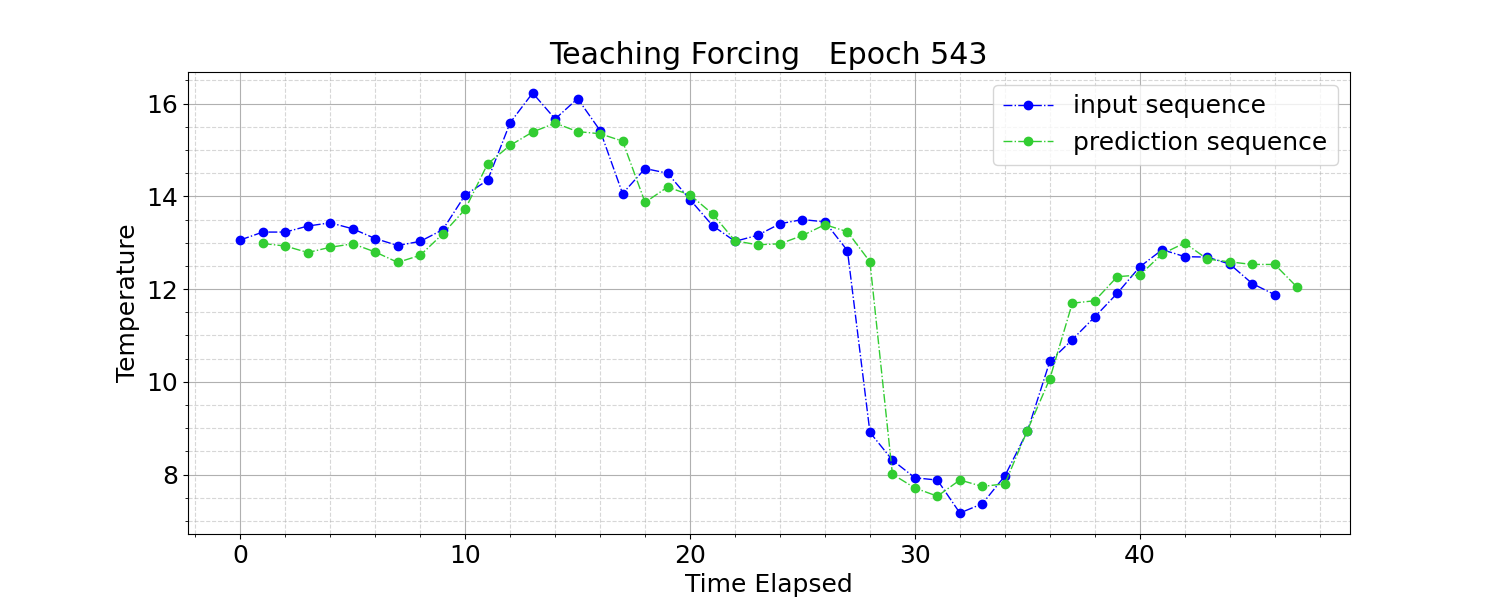 Teaching Forcing   Epoch 543
input sequence
prediction sequence
Temperature
16
14
12
10
8
0 10 20 30 40
Time Elapsed